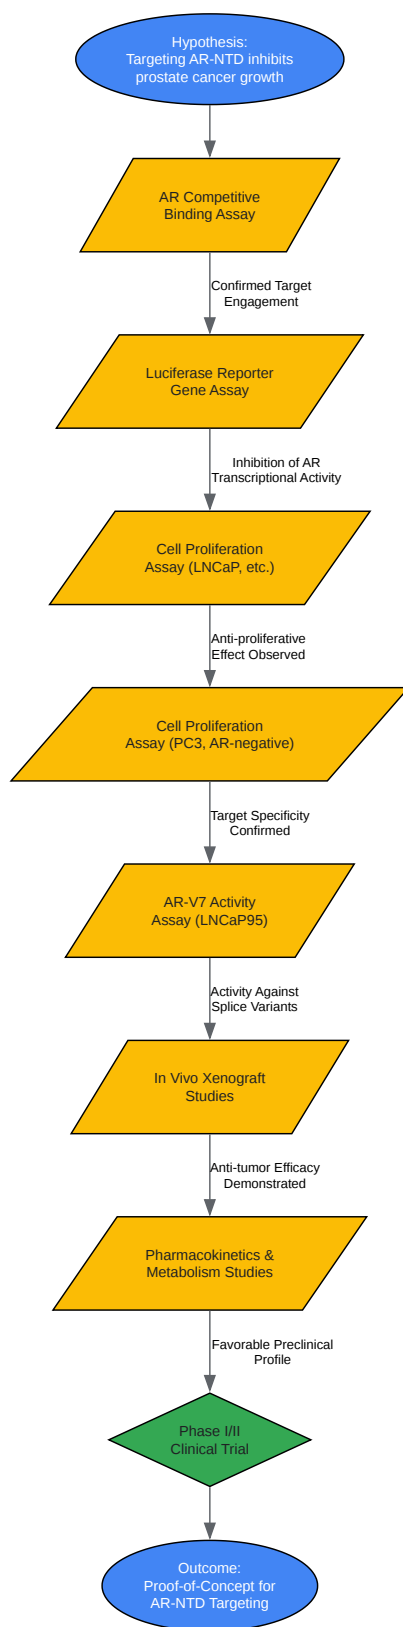 Hypothesis:
Targeting AR-NTD inhibits
prostate cancer growth
AR Competitive
Binding Assay
Confirmed Target
Engagement
Luciferase Reporter
Gene Assay
Inhibition of AR
Transcriptional Activity
Cell Proliferation
Assay (LNCaP, etc.)
Anti-proliferative
Effect Observed
Cell Proliferation
Assay (PC3, AR-negative)
Target Specificity
Confirmed
AR-V7 Activity
Assay (LNCaP95)
Activity Against
Splice Variants
In Vivo Xenograft
Studies
Anti-tumor Efficacy
Demonstrated
Pharmacokinetics &
Metabolism Studies
Favorable Preclinical
Profile
Phase I/II
Clinical Trial
Outcome:
Proof-of-Concept for
AR-NTD Targeting